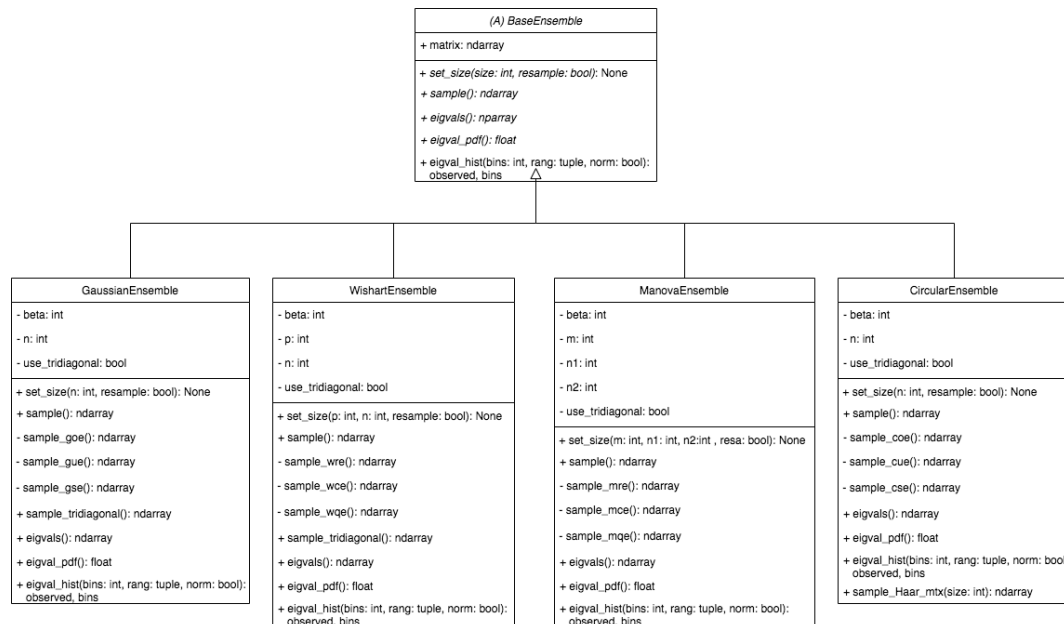 (A) BaseEnsemble
+ matrix: ndarray
+ set_size(size: int, resample: bool): None
+ sample(): ndarray
+ eigvals(): nparray
+ eigval_pdf(): float
+ eigval_hist(bins: int, rang: tuple, norm: bool):
observed, bins
GaussianEnsemble
- beta: int
- n: int
- use_tridiagonal: bool
+ set_size(n: int, resample: bool): None
+ sample(): ndarray
- sample_goe(): ndarray
- sample_gue(): ndarray
- sample_gse(): ndarray
+ sample_tridiagonal(): ndarray
+ eigvals(): ndarray
+ eigval_pdf(): float
+ eigval_hist(bins: int, rang: tuple, norm: bool):
observed, bins
WishartEnsemble
- beta: int
- p: int
- n: int
- use_tridiagonal: bool
+ set_size(p: int, n: int, resample: bool): None
+ sample(): ndarray
- sample_wre(): ndarray
- sample_wce(): ndarray
- sample_wqe(): ndarray
+ sample_tridiagonal(): ndarray
+ eigvals(): ndarray
+ eigval_pdf(): float
+ eigval_hist(bins: int, rang: tuple, norm: bool):
observed, bins
ManovaEnsemble
- beta: int
- m: int
- n1: int
- n2: int
- use_tridiagonal: bool
+ set_size(m: int, n1: int, n2:int , resa: bool): None
+ sample(): ndarray
- sample_mre(): ndarray
- sample_mce(): ndarray
- sample_mqe(): ndarray
+ eigvals(): ndarray
+ eigval_pdf(): float
+ eigval_hist(bins: int, rang: tuple, norm: bool):
observed, bins
CircularEnsemble
- beta: int
- n: int
- use_tridiagonal: bool
+ set_size(n: int, resample: bool): None
+ sample(): ndarray
- sample_coe(): ndarray
- sample_cue(): ndarray
- sample_cse(): ndarray
+ eigvals(): ndarray
+ eigval_pdf(): float
+ eigval_hist(bins: int, rang: tuple, norm: bool
observed, bins
+ sample_Haar_mtx(size: int): ndarray